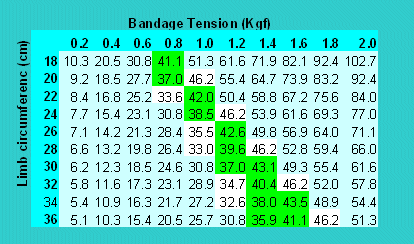 Bandage Tension (Kgf)
Limb circumferenc (cm)
0.2 0.4 0.6 0.8 1.0 1.2 1.4 1.6 1.8 2.0
18 10.3 20.5 30.8 41.1 51.3 61.6 71.9 82.1 92.4 102.7
20 9.2 18.5 27.7 37.0 46.2 55.4 64.7 73.9 83.2 92.4
22 8.4 16.8 25.2 33.6 42.0 50.4 58.8 67.2 75.6 84.0
24 7.7 15.4 23.1 30.8 38.5 46.2 53.9 61.6 69.3 77.0
26 7.1 14.2 21.3 28.4 35.5 42.6 49.8 56.9 64.0 71.1
28 6.6 13.2 19.8 26.4 33.0 39.6 46.2 52.8 59.4 66.0
30 6.2 12.3 18.5 24.6 30.8 37.0 43.1 49.3 55.4 61.6
32 5.8 11.6 17.3 23.1 28.9 34.7 40.4 46.2 52.0 57.8
34 5.4 10.9 16.3 21.7 27.2 32.6 38.0 43.5 48.9 54.4
36 5.1 10.3 15.4 20.5 25.7 30.8 35.9 41.1 46.2 51.3